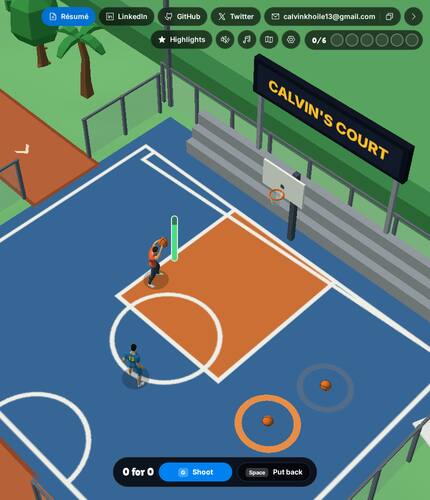 Résumé
LinkedIn
GitHub
Twitter
calvinkhoile13@gmail.com
Highlights
0/6
CALVIN'S COURT
0 for 0
G Shoot
Space Put back